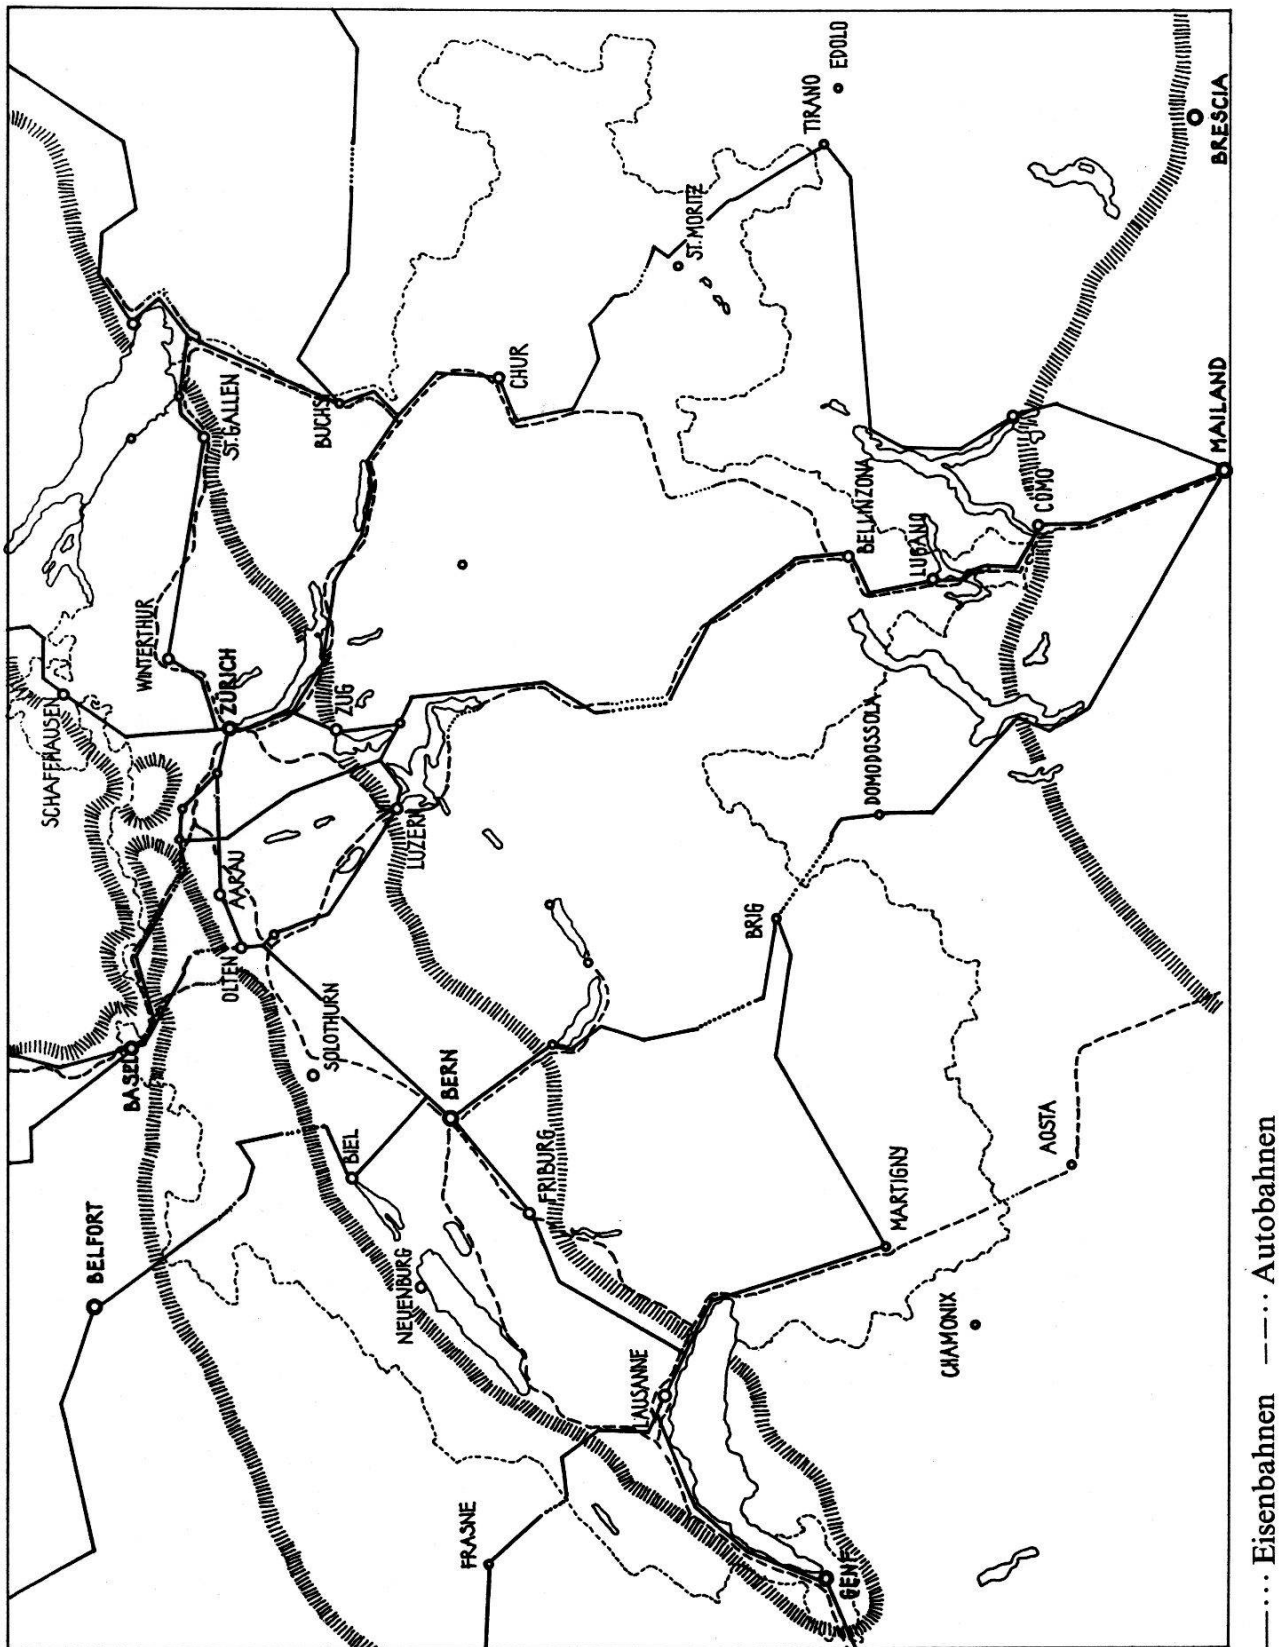 BELFORT
BASEL
SCHAFFHAUSEN
WINTERTHUR
ST.GALLEN
ZÜRICH
AARAU
OLTEN
BUCHS
ZUG
SOLOTHURN
BIEL
LUZERN
NEUENBURG
BERN
CHUR
FRASNE
FRIBURG
LAUSANNE
ST. MORITZ
BRIG
TIRANO
EDOLO
GENF
MARTIGNY
DOMODOSSOLA
BELLINZONA
LUGANO
CHAMONIX
AOSTA
COMO
MAILAND
BRESCIA
Eisenbahnen
Autobahnen